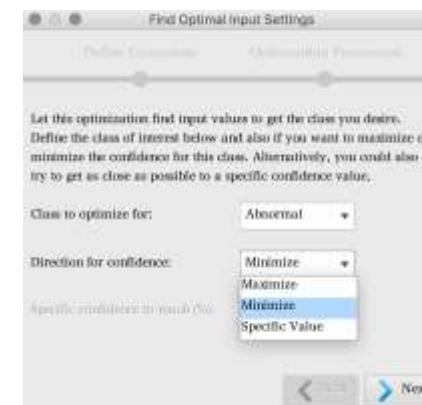 Find Optimal Input Settings
Let this optimization find input values to get the class you desire.
Define the class of interest below and also if you want to maximize
minimize the confidence for this class. Alternatively, you could also
try to get as close as possible to a specific confidence value.
Class to optimize for: Abnormal
Direction for confidence: Minimize
Maximize
Minimize
Specific Value